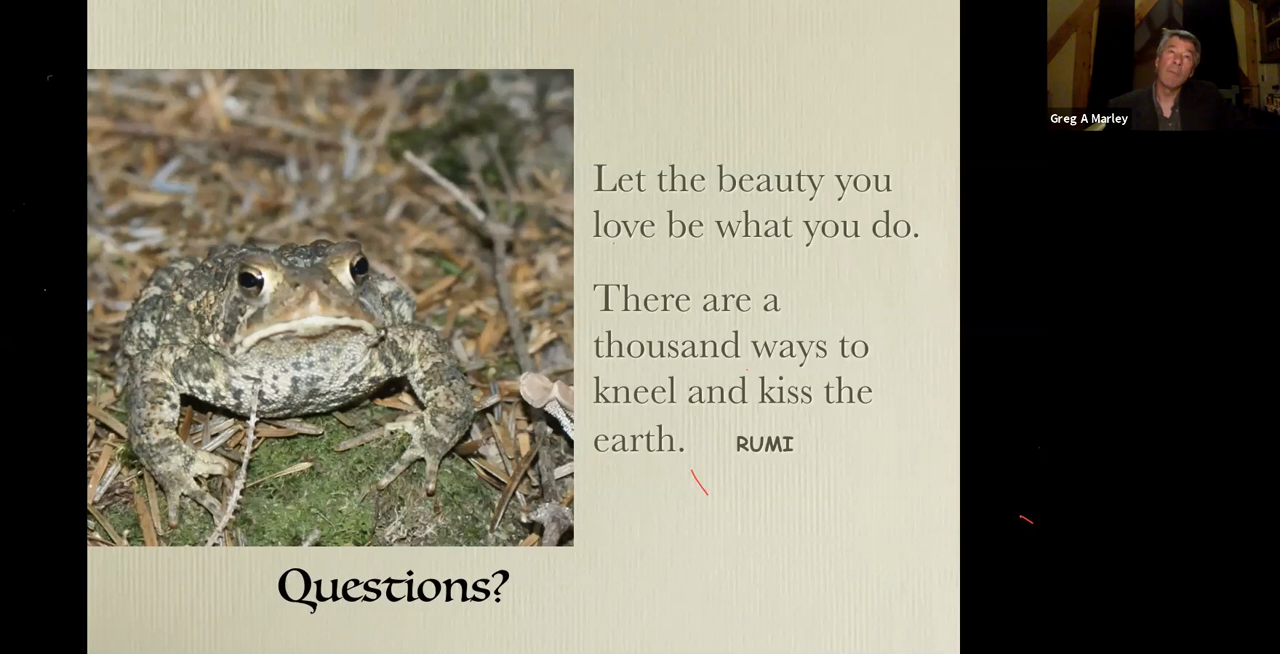 Let the beauty you
love be what you do.
There are a
thousand ways to
kneel and kiss the
earth. RUMI
Questions?
Greg A Marley